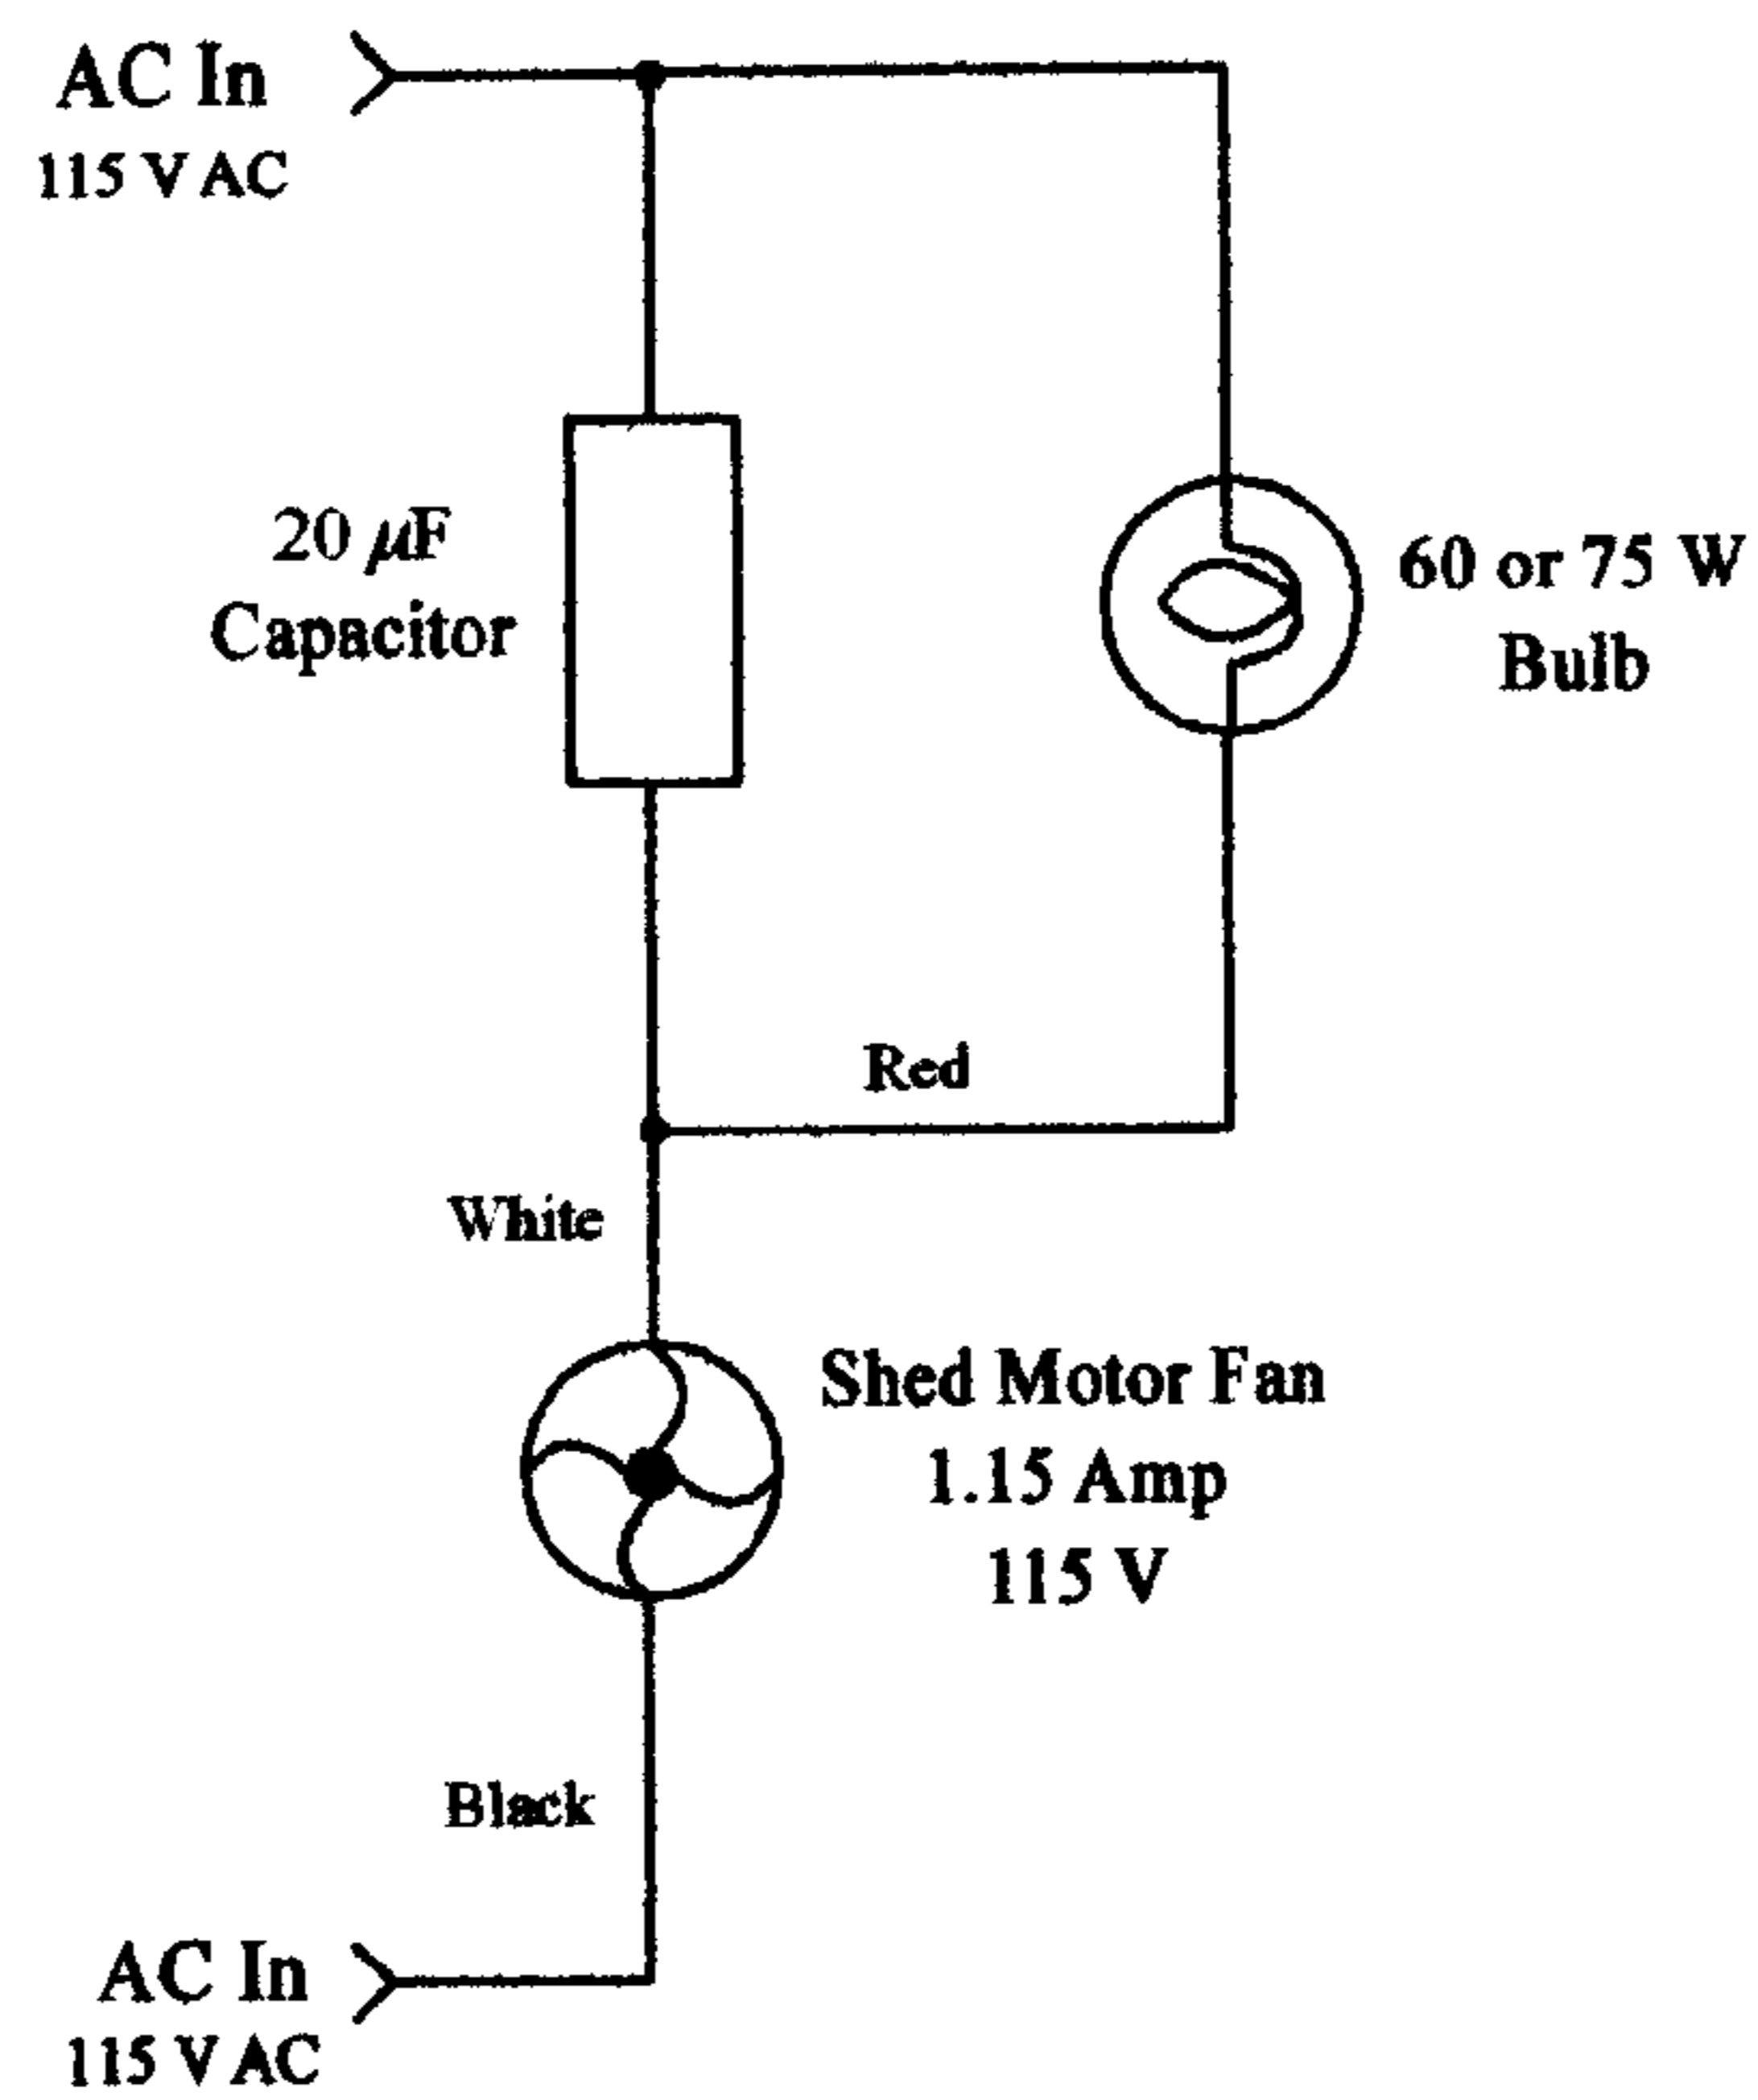 AC In
115 V AC
20 μF
Capacitor
60 or 75 W
Bulb
Red
White
Shed Motor Fan
1.15 Amp
115 V
Black
AC In
115 V AC